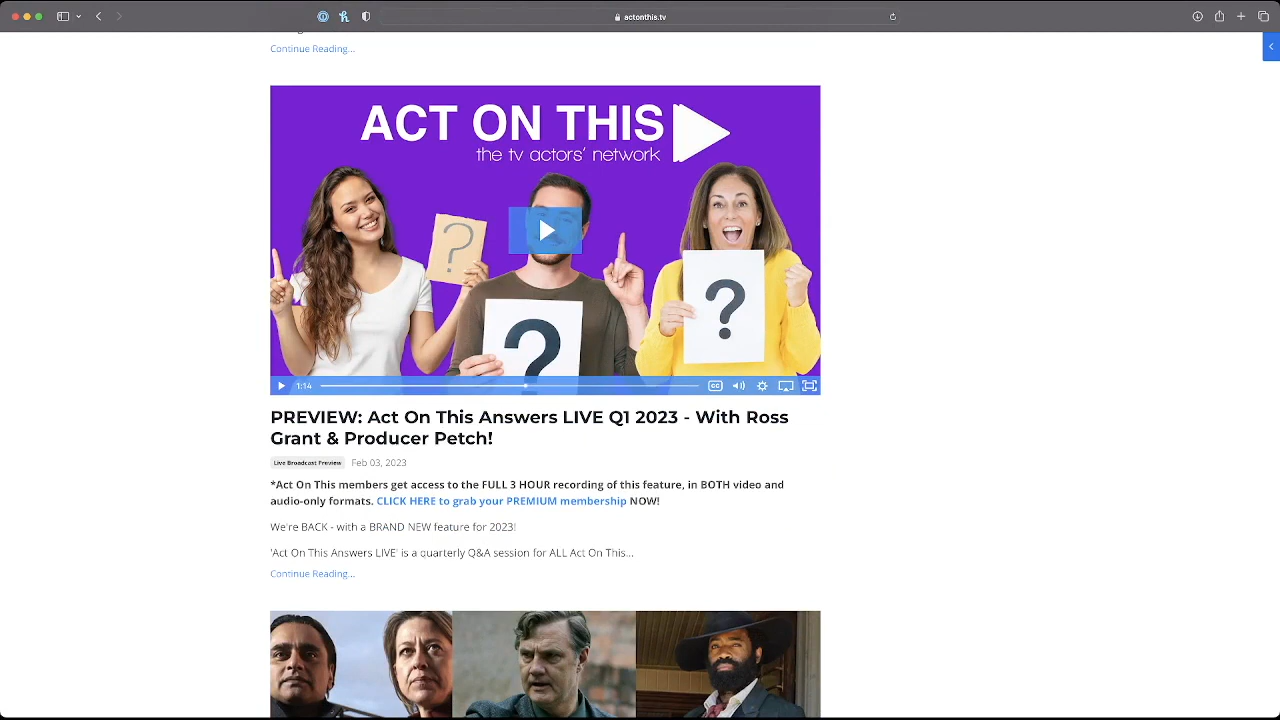 actonthis.tv
Continue Reading...
ACT ON THIS
the tv actors' network
?
?
?
1:14
CC
PREVIEW: Act On This Answers LIVE Q1 2023 - With Ross
Grant & Producer Petch!
Live Broadcast Preview Feb 03, 2023
*Act On This members get access to the FULL 3 HOUR recording of this feature, in BOTH video and
audio-only formats. CLICK HERE to grab your PREMIUM membership NOW!
We're BACK - with a BRAND NEW feature for 2023!
'Act On This Answers LIVE' is a quarterly Q&A session for ALL Act On This...
Continue Reading...